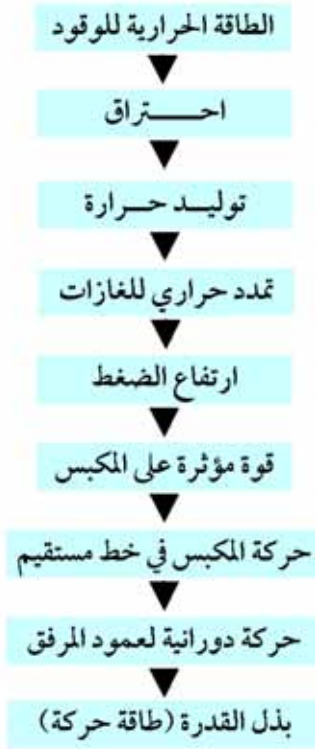 الطاقة الحرارية للوقود
احـــتراق
توليـد حـرارة
تمدد حراري للغازات
ارتفاع الضغط
قوة مؤثرة على المكبس
حركة المكبس في خط مستقيم
حركة دورانية لعمود المرفق
بذل القدرة (طاقة حركة)